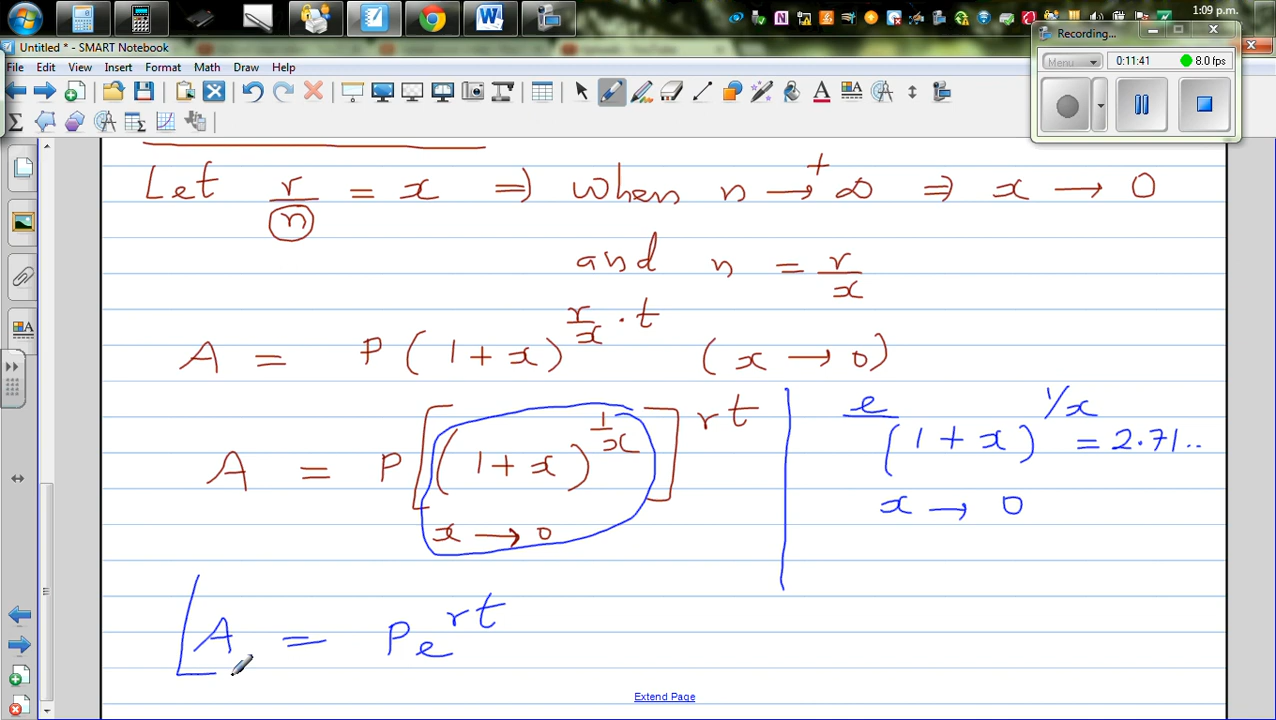 1:09 p.m.
Untitled * - SMART Notebook
Recording...
File Edit View Insert Format Math Draw Help
Menu 0:11:41 8.0 fps
Let r/n = x ⇒ when n → +∞ ⇒ x → 0
and n = r/x
A = P(1+x)^(r/x · t) (x → 0)
A = P[(1+x)^(1/x)]^(rt)
x → 0
e
(1+x)^(1/x) = 2.71..
x → 0
A = Pe^(rt)
Extend Page